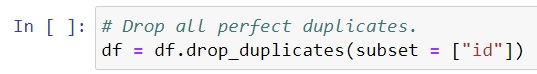 In [ ]: # Drop all perfect duplicates.
df = df.drop_duplicates(subset = ["id"])